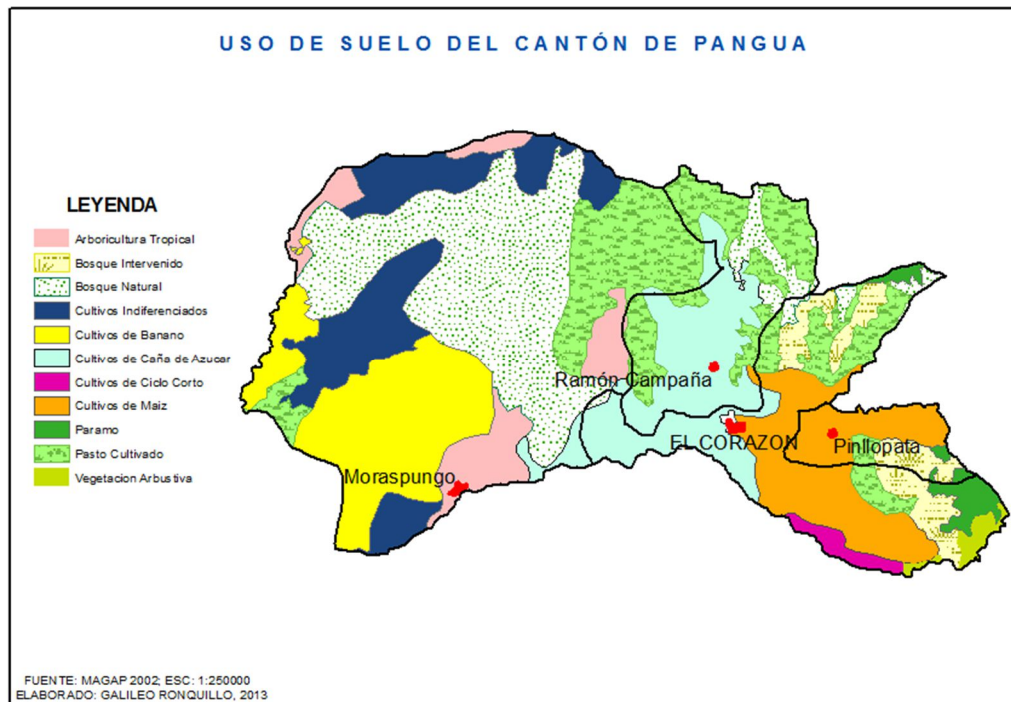 USO DE SUELO DEL CANTÓN DE PANGUA
LEYENDA
Arboricultura Tropical
Bosque Intervenido
Bosque Natural
Cultivos Indiferenciados
Cultivos de Banano
Cultivos de Caña de Azucar
Cultivos de Ciclo Corto
Cultivos de Maiz
Paramo
Pasto Cultivado
Vegetacion Arbustiva
Ramón Campaña
EL CORAZON
Pinllopata
Moraspungo
FUENTE: MAGAP 2002; ESC: 1:250000
ELABORADO: GALILEO RONQUILLO, 2013